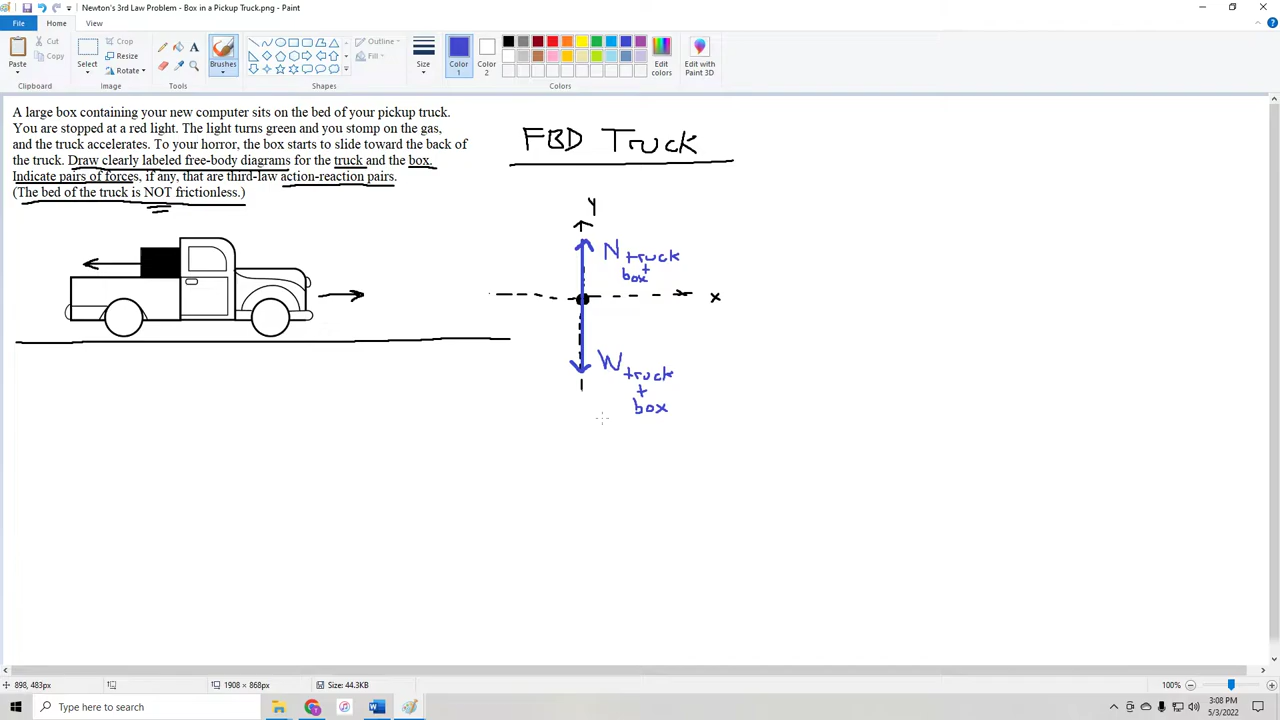 Newton's 3rd Law Problem - Box in a Pickup Truck.png - Paint
File
Home
View
Paste
Cut
Copy
Clipboard
Select
Crop
Resize
Rotate
Image
A
Tools
Brushes
Outline
Fill
Shapes
Size
Color 1
Color 2
Edit colors
Colors
Edit with Paint 3D
A large box containing your new computer sits on the bed of your pickup truck.
You are stopped at a red light. The light turns green and you stomp on the gas,
and the truck accelerates. To your horror, the box starts to slide toward the back of
the truck. Draw clearly labeled free-body diagrams for the truck and the box.
Indicate pairs of forces, if any, that are third-law action-reaction pairs.
(The bed of the truck is NOT frictionless.)
FBD Truck
y
N truck
+
box
x
W truck
+
box
898, 483px
1908 × 868px
Size: 44.3KB
100%
Type here to search
3:08 PM
5/3/2022